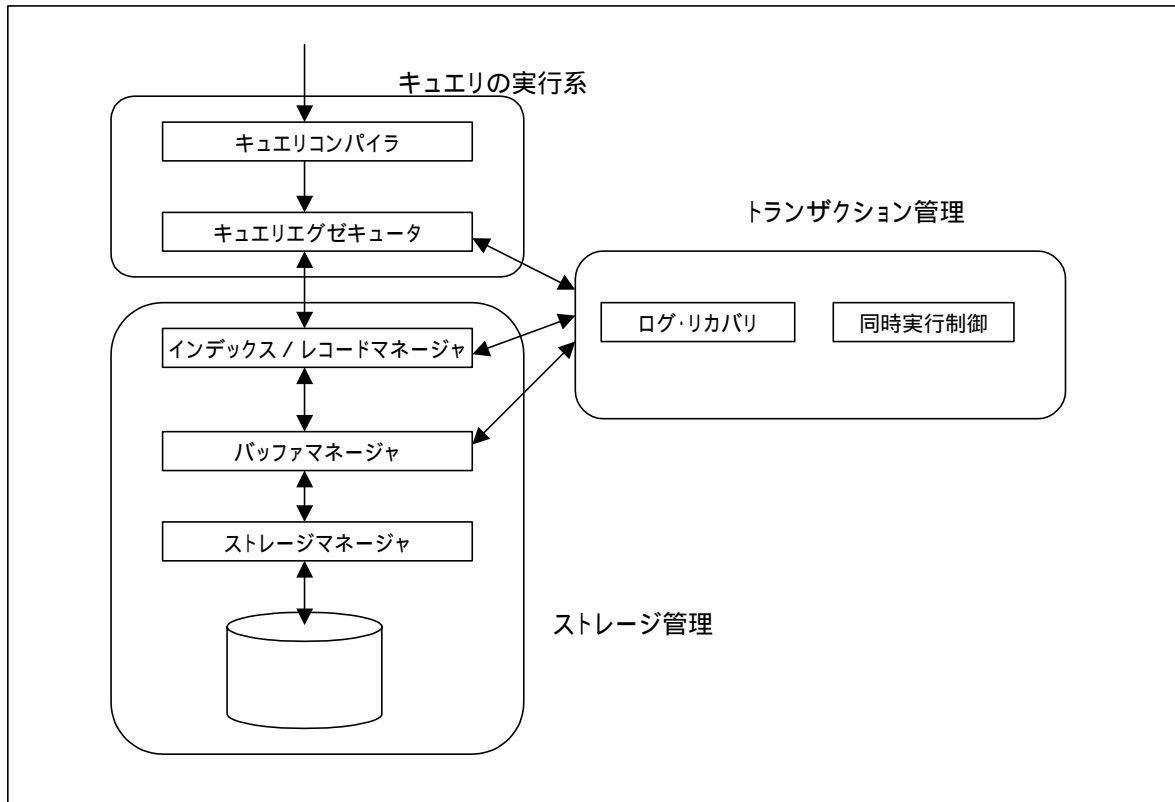 キュエリの実行系
キュエリコンパイラ
キュエリエグゼキュータ
トランザクション管理
ログ・リカバリ
同時実行制御
インデックス / レコードマネージャ
バッファマネージャ
ストレージマネージャ
ストレージ管理